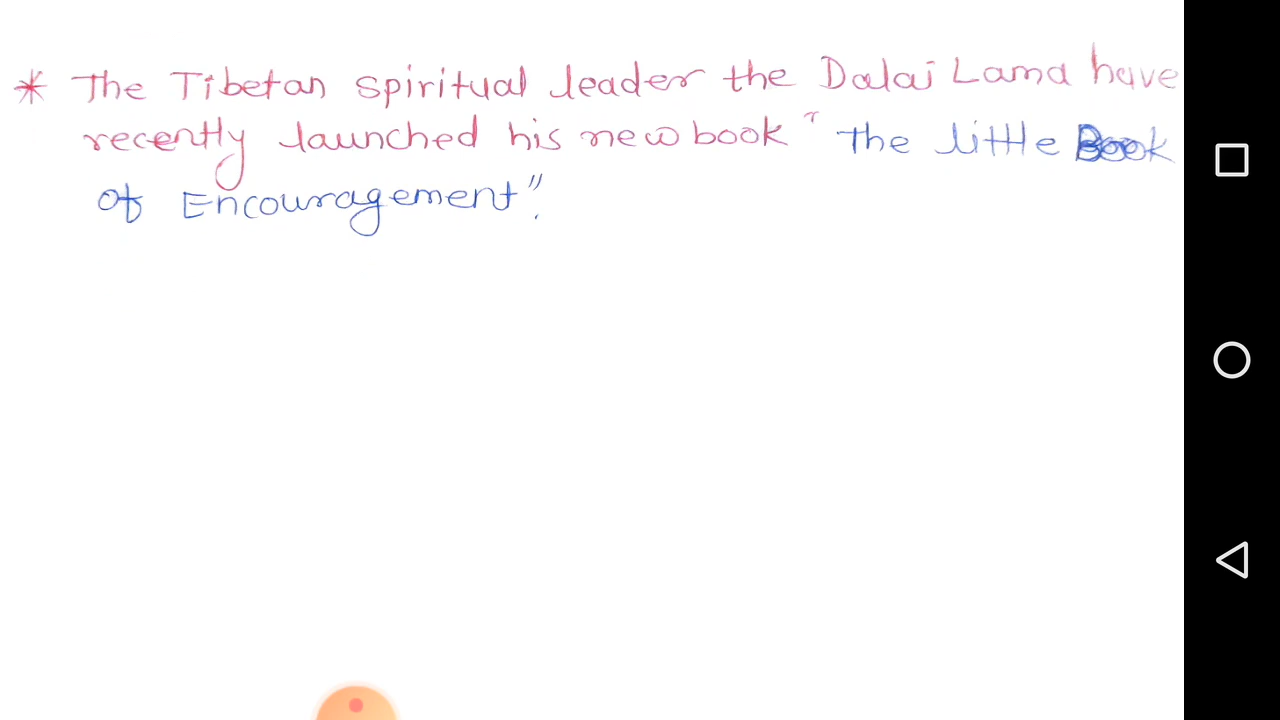 * The Tibetan spiritual leader the Dalai Lama have
recently launched his new book " The little Book
of Encouragement".